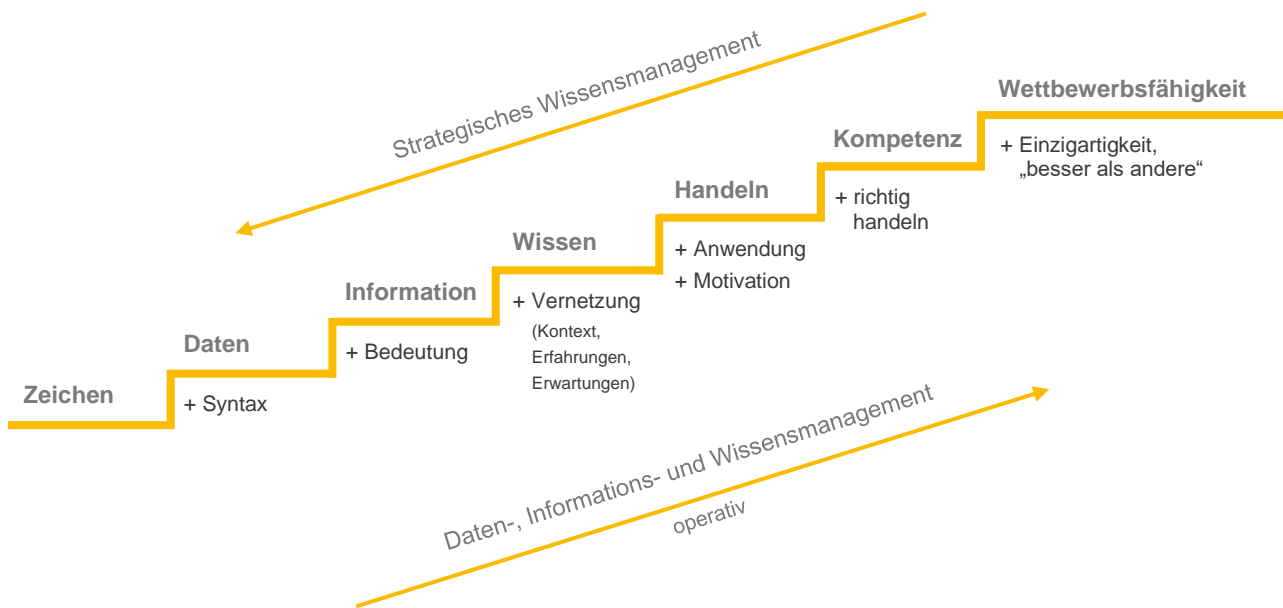 Strategisches Wissensmanagement
Zeichen
Daten
+ Syntax
Information
+ Bedeutung
Wissen
+ Vernetzung
(Kontext,
Erfahrungen,
Erwartungen)
Handeln
+ Anwendung
+ Motivation
Kompetenz
+ richtig
handeln
Wettbewerbsfähigkeit
+ Einzigartigkeit,
„besser als andere“
Daten-, Informations- und Wissensmanagement
operativ